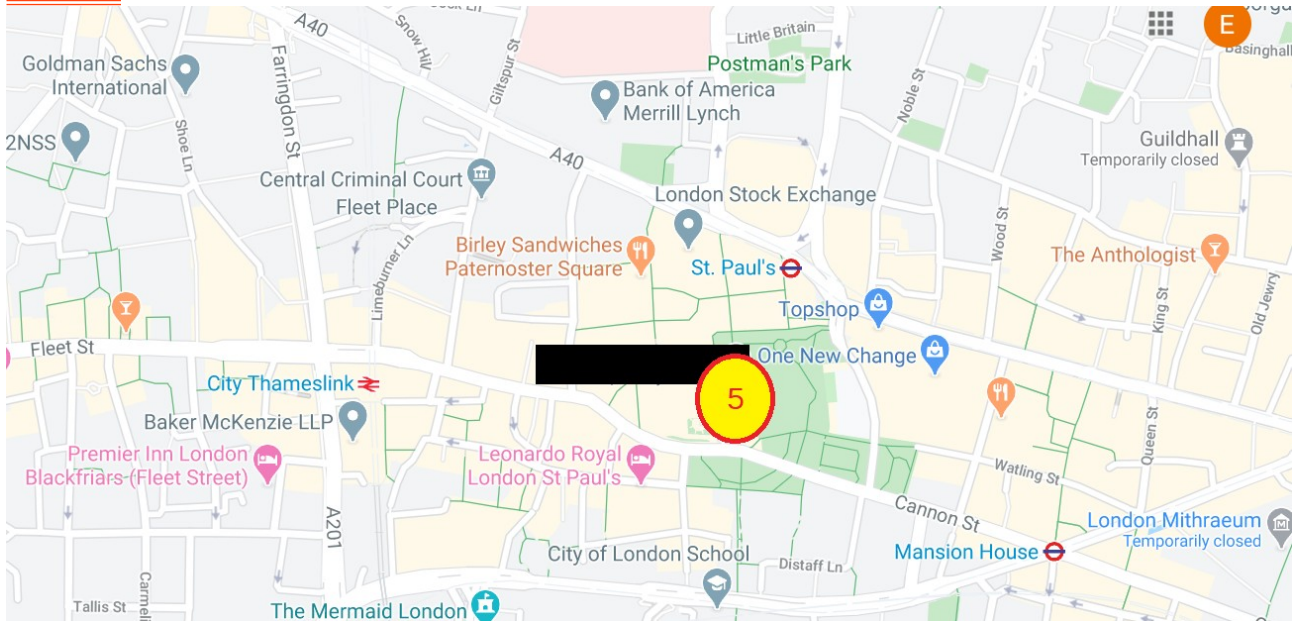 A40
Snow Hill
Little Britain
E
Basinghall
Goldman Sachs
International
Farringdon St
Giltspur St
Postman's Park
Bank of America
Merrill Lynch
Noble St
2NSS
Shoe Ln
Guildhall
Temporarily closed
A40
Central Criminal Court
Fleet Place
London Stock Exchange
Wood St
Birley Sandwiches
Paternoster Square
Limeburner Ln
St. Paul's
The Anthologist
Topshop
King St
Old Jewry
Fleet St
One New Change
City Thameslink
5
Baker McKenzie LLP
Premier Inn London
Blackfriars (Fleet Street)
Leonardo Royal
London St Paul's
Queen St
Watling St
A201
Cannon St
London Mithraeum
Temporarily closed
City of London School
Mansion House
Distaff Ln
Tallis St
The Mermaid London